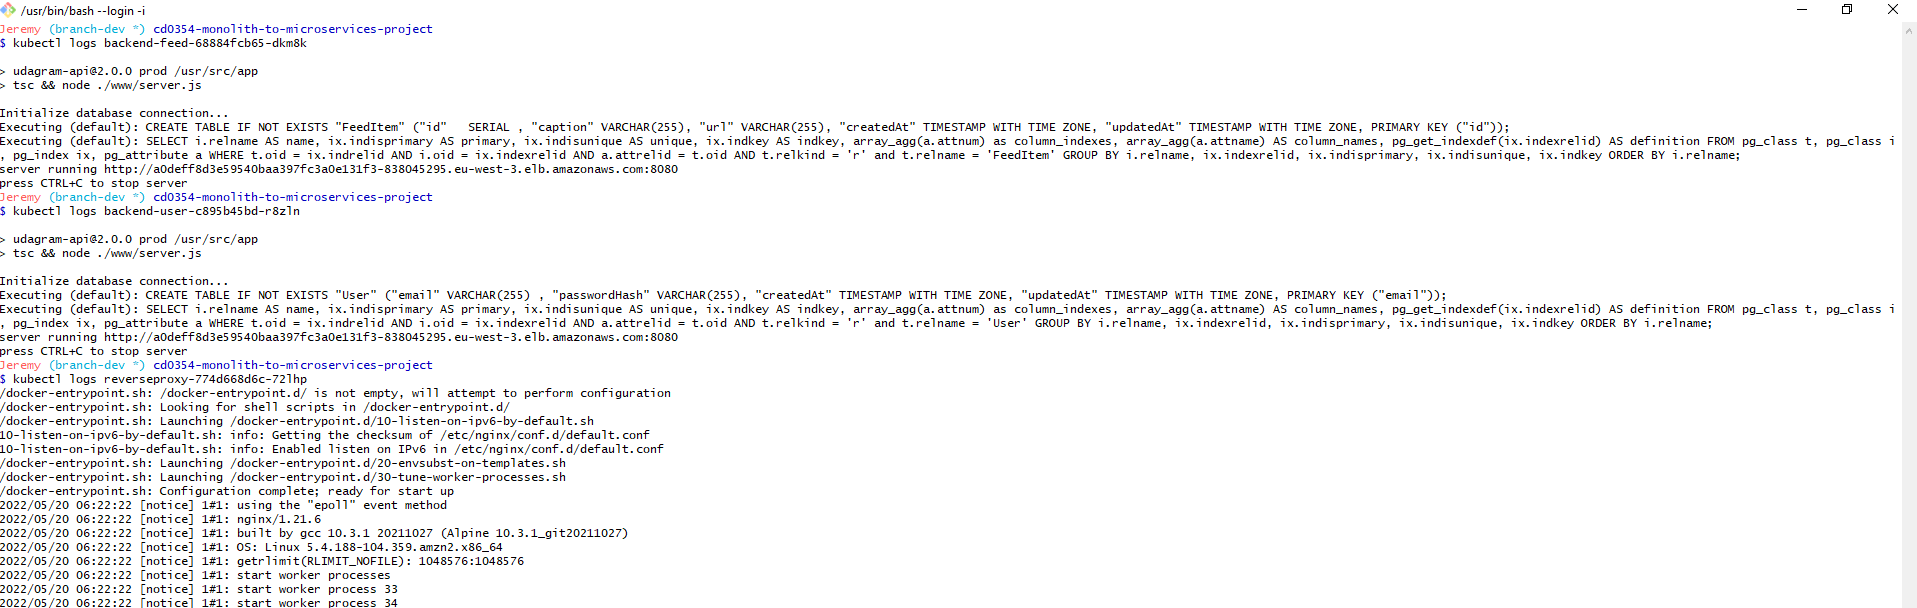 /usr/bin/bash --login -i
Jeremy (branch-dev *) cd0354-monolith-to-microservices-project
$ kubectl logs backend-feed-68884fcb65-dkm8k
> udagram-api@2.0.0 prod /usr/src/app
> tsc && node ./www/server.js
Initialize database connection...
Executing (default): CREATE TABLE IF NOT EXISTS "FeedItem" ("id"   SERIAL , "caption" VARCHAR(255), "url" VARCHAR(255), "createdAt" TIMESTAMP WITH TIME ZONE, "updatedAt" TIMESTAMP WITH TIME ZONE, PRIMARY KEY ("id"));
Executing (default): SELECT i.relname AS name, ix.indisprimary AS primary, ix.indisunique AS unique, ix.indkey AS indkey, array_agg(a.attnum) as column_indexes, array_agg(a.attname) AS column_names, pg_get_indexdef(ix.indexrelid) AS definition FROM pg_class t, pg_class i
, pg_index ix, pg_attribute a WHERE t.oid = ix.indrelid AND i.oid = ix.indexrelid AND a.attrelid = t.oid AND t.relkind = 'r' and t.relname = 'FeedItem' GROUP BY i.relname, ix.indexrelid, ix.indisprimary, ix.indisunique, ix.indkey ORDER BY i.relname;
server running http://a0deff8d3e59540baa397fc3a0e131f3-838045295.eu-west-3.elb.amazonaws.com:8080
press CTRL+C to stop server
Jeremy (branch-dev *) cd0354-monolith-to-microservices-project
$ kubectl logs backend-user-c895b45bd-r8zln
> udagram-api@2.0.0 prod /usr/src/app
> tsc && node ./www/server.js
Initialize database connection...
Executing (default): CREATE TABLE IF NOT EXISTS "User" ("email" VARCHAR(255) , "passwordHash" VARCHAR(255), "createdAt" TIMESTAMP WITH TIME ZONE, "updatedAt" TIMESTAMP WITH TIME ZONE, PRIMARY KEY ("email"));
Executing (default): SELECT i.relname AS name, ix.indisprimary AS primary, ix.indisunique AS unique, ix.indkey AS indkey, array_agg(a.attnum) as column_indexes, array_agg(a.attname) AS column_names, pg_get_indexdef(ix.indexrelid) AS definition FROM pg_class t, pg_class i
, pg_index ix, pg_attribute a WHERE t.oid = ix.indrelid AND i.oid = ix.indexrelid AND a.attrelid = t.oid AND t.relkind = 'r' and t.relname = 'User' GROUP BY i.relname, ix.indexrelid, ix.indisprimary, ix.indisunique, ix.indkey ORDER BY i.relname;
server running http://a0deff8d3e59540baa397fc3a0e131f3-838045295.eu-west-3.elb.amazonaws.com:8080
press CTRL+C to stop server
Jeremy (branch-dev *) cd0354-monolith-to-microservices-project
$ kubectl logs reverseproxy-774d668d6c-72lhp
/docker-entrypoint.sh: /docker-entrypoint.d/ is not empty, will attempt to perform configuration
/docker-entrypoint.sh: Looking for shell scripts in /docker-entrypoint.d/
/docker-entrypoint.sh: Launching /docker-entrypoint.d/10-listen-on-ipv6-by-default.sh
10-listen-on-ipv6-by-default.sh: info: Getting the checksum of /etc/nginx/conf.d/default.conf
10-listen-on-ipv6-by-default.sh: info: Enabled listen on IPv6 in /etc/nginx/conf.d/default.conf
/docker-entrypoint.sh: Launching /docker-entrypoint.d/20-envsubst-on-templates.sh
/docker-entrypoint.sh: Launching /docker-entrypoint.d/30-tune-worker-processes.sh
/docker-entrypoint.sh: Configuration complete; ready for start up
2022/05/20 06:22:22 [notice] 1#1: using the "epoll" event method
2022/05/20 06:22:22 [notice] 1#1: nginx/1.21.6
2022/05/20 06:22:22 [notice] 1#1: built by gcc 10.3.1 20211027 (Alpine 10.3.1_git20211027)
2022/05/20 06:22:22 [notice] 1#1: OS: Linux 5.4.188-104.359.amzn2.x86_64
2022/05/20 06:22:22 [notice] 1#1: getrlimit(RLIMIT_NOFILE): 1048576:1048576
2022/05/20 06:22:22 [notice] 1#1: start worker processes
2022/05/20 06:22:22 [notice] 1#1: start worker process 33
2022/05/20 06:22:22 [notice] 1#1: start worker process 34